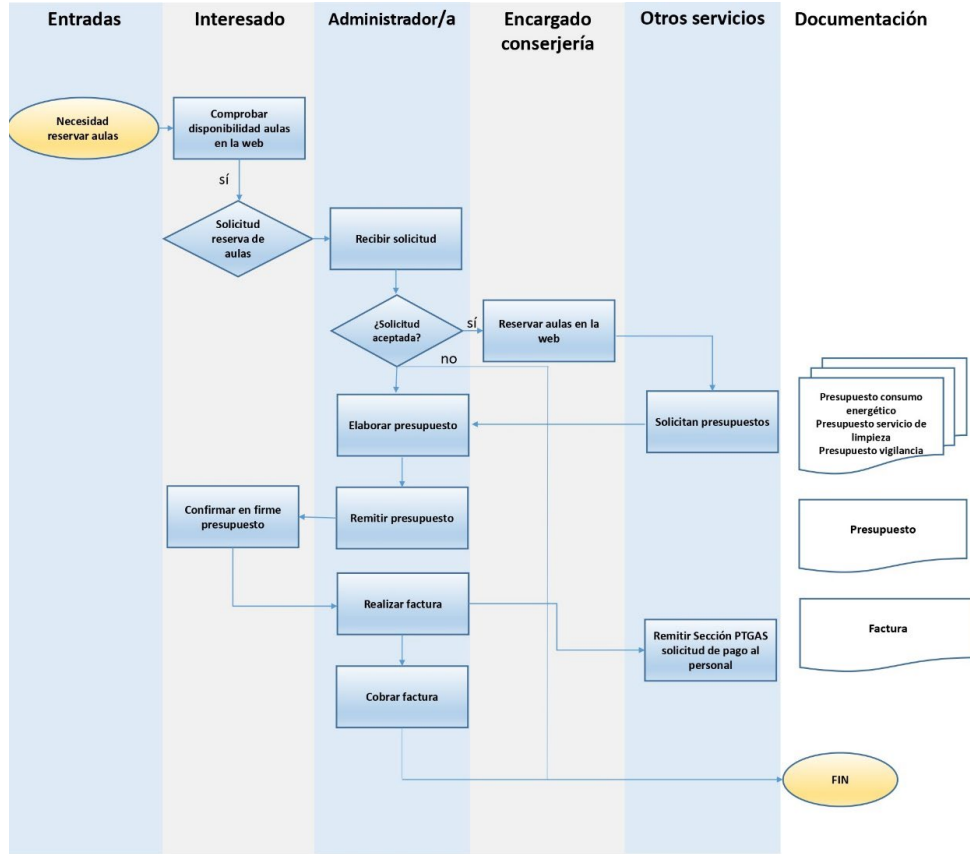 Entradas
Interesado
Administrador/a
Encargado
conserjería
Otros servicios
Documentación
Necesidad
reservar aulas
Comprobar
disponibilidad aulas
en la web
sí
Solicitud
reserva de
aulas
Recibir solicitud
¿Solicitud
aceptada?
sí
no
Reservar aulas en la
web
Solicitan presupuestos
Presupuesto consumo
energético
Presupuesto servicio de
limpieza
Presupuesto vigilancia
Elaborar presupuesto
Remitir presupuesto
Confirmar en firme
presupuesto
Presupuesto
Realizar factura
Remitir Sección PTGAS
solicitud de pago al
personal
Factura
Cobrar factura
FIN